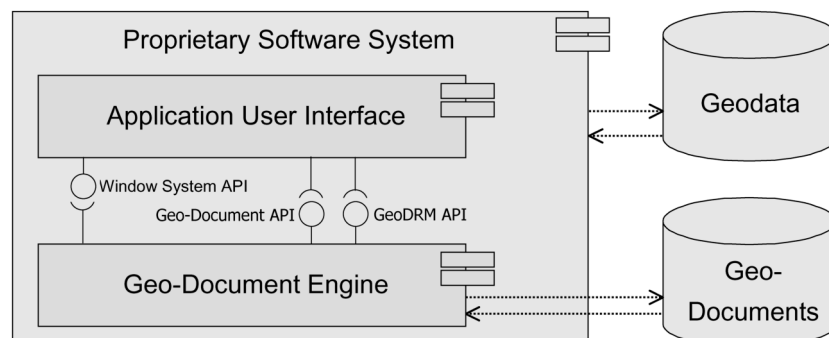 Proprietary Software System
Application User Interface
Window System API
Geo-Document API
GeoDRM API
Geo-Document Engine
Geodata
Geo-
Documents